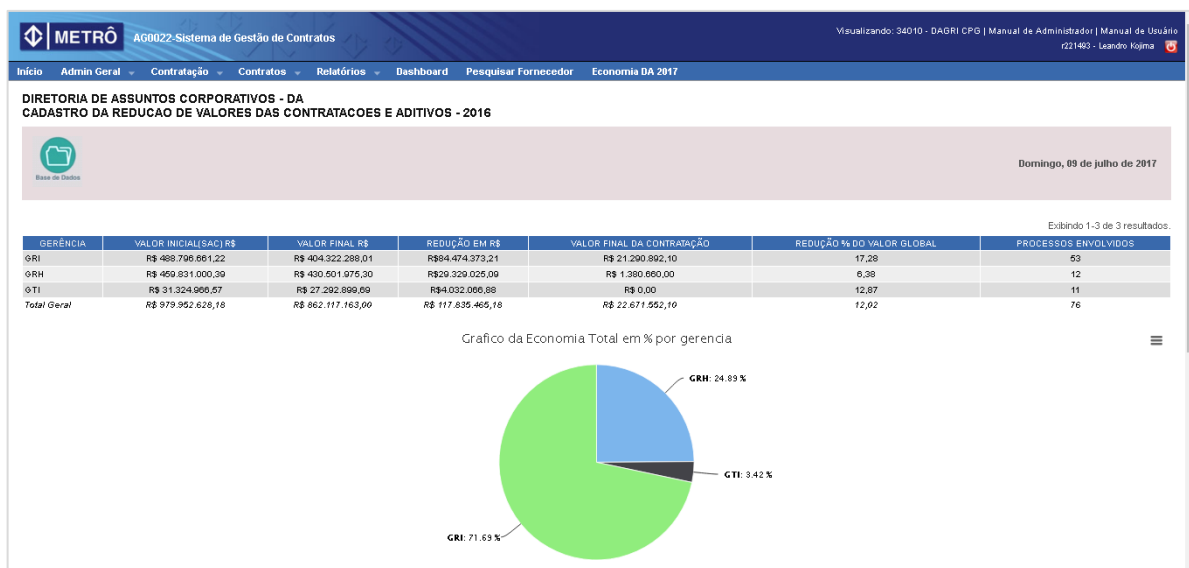 METRÔ AG0022-Sistema de Gestão de Contratos
Visualizando: 34010 - DAGRI CPG | Manual de Administrador | Manual de Usuário
r221493 - Leandro Kojima
Início Admin Geral Contratação Contratos Relatórios Dashboard Pesquisar Fornecedor Economia DA 2017
DIRETORIA DE ASSUNTOS CORPORATIVOS - DA
CADASTRO DA REDUCAO DE VALORES DAS CONTRATACOES E ADITIVOS - 2016
Base de Dados
Domingo, 09 de julho de 2017
Exibindo 1-3 de 3 resultados.
GERÊNCIA VALOR INICIAL(SAC) R$ VALOR FINAL R$ REDUÇÃO EM R$ VALOR FINAL DA CONTRATAÇÃO REDUÇÃO % DO VALOR GLOBAL PROCESSOS ENVOLVIDOS
GRI R$ 488.796.661,22 R$ 404.322.288,01 R$84.474.373,21 R$ 21.290.892,10 17,28 53
GRH R$ 459.831.000,39 R$ 430.501.975,30 R$29.329.025,09 R$ 1.380.660,00 6,38 12
GTI R$ 31.324.966,57 R$ 27.292.899,69 R$4.032.066,88 R$ 0,00 12,87 11
Total Geral R$ 979.952.628,18 R$ 862.117.163,00 R$ 117.835.465,18 R$ 22.671.552,10 12,02 76
Grafico da Economia Total em % por gerencia
GRH: 24.89 %
GTI: 3.42 %
GRI: 71.69 %